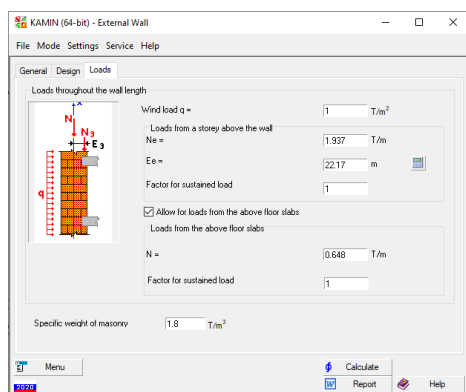 KAMIN (64-bit) - External Wall
File Mode Settings Service Help
General Design Loads
Loads throughout the wall length
Wind load q = 1 T/m²
Loads from a storey above the wall
Ne = 1.937 T/m
Ee = 22.17 m
Factor for sustained load 1
Allow for loads from the above floor slabs
Loads from the above floor slabs
N = 0.648 T/m
Factor for sustained load 1
X
N
N3
E3
q
Specific weight of masonry 1.8 T/m³
Menu Calculate
2020 Report Help